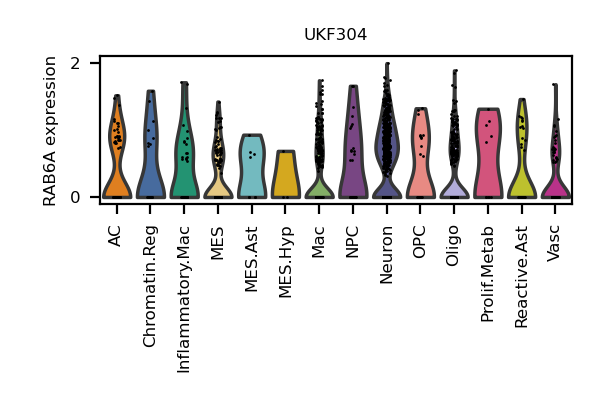 UKF304
RAB6A expression
2
0
AC
Chromatin.Reg
Inflammatory.Mac
MES
MES.Ast
MES.Hyp
Mac
NPC
Neuron
OPC
Oligo
Prolif.Metab
Reactive.Ast
Vasc